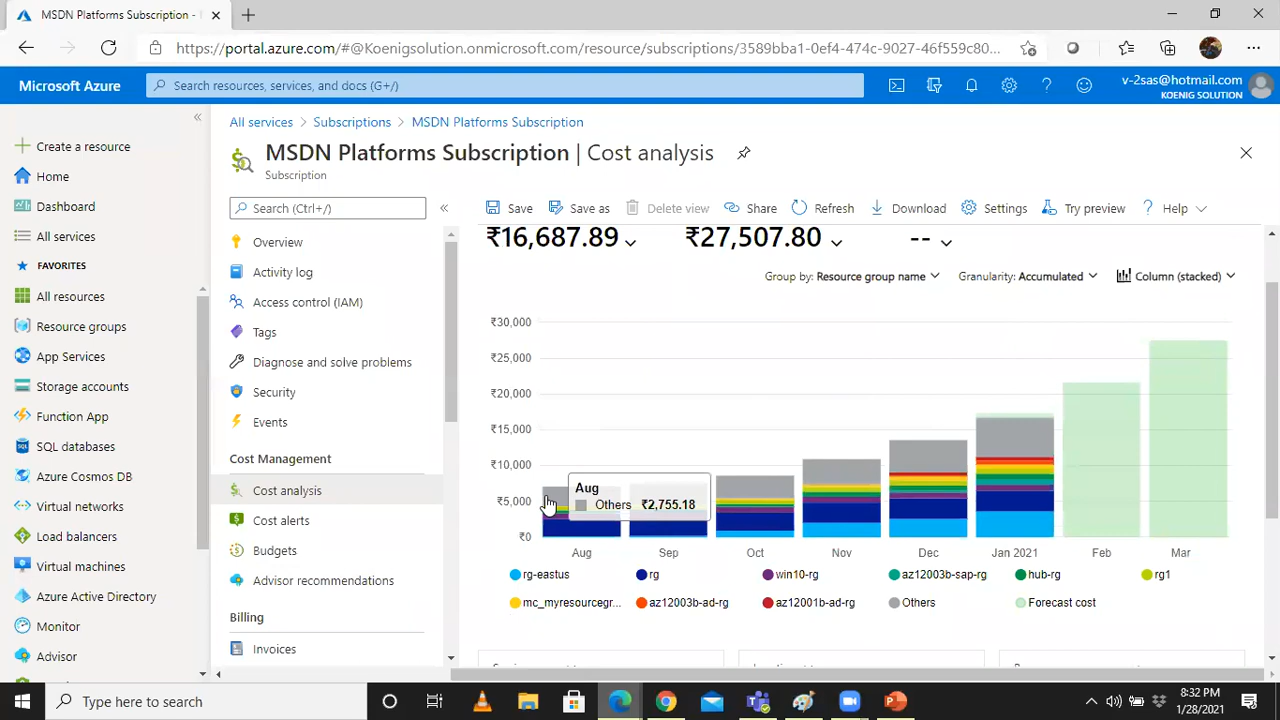 MSDN Platforms Subscription -
https://portal.azure.com/#@Koenigsolution.onmicrosoft.com/resource/subscriptions/3589bba1-0ef4-474c-9027-46f559c80...
Microsoft Azure
Search resources, services, and docs (G+/)
v-2sas@hotmail.com
KOENIG SOLUTION
Create a resource
Home
Dashboard
All services
FAVORITES
All resources
Resource groups
App Services
Storage accounts
Function App
SQL databases
Azure Cosmos DB
Virtual networks
Load balancers
Virtual machines
Azure Active Directory
Monitor
Advisor
All services > Subscriptions > MSDN Platforms Subscription
MSDN Platforms Subscription | Cost analysis
Subscription
Search (Ctrl+/)
Overview
Activity log
Access control (IAM)
Tags
Diagnose and solve problems
Security
Events
Cost Management
Cost analysis
Cost alerts
Budgets
Advisor recommendations
Billing
Invoices
Save Save as Delete view Share Refresh Download Settings Try preview ? Help
₹16,687.89 ₹27,507.80 --
Group by: Resource group name Granularity: Accumulated Column (stacked)
₹30,000
₹25,000
₹20,000
₹15,000
₹10,000
₹5,000
₹0
Aug
Others ₹2,755.18
Aug Sep Oct Nov Dec Jan 2021 Feb Mar
rg-eastus rg win10-rg az12003b-sap-rg hub-rg rg1
mc_myresourcegr... az12003b-ad-rg az12001b-ad-rg Others Forecast cost
Type here to search
8:32 PM
1/28/2021